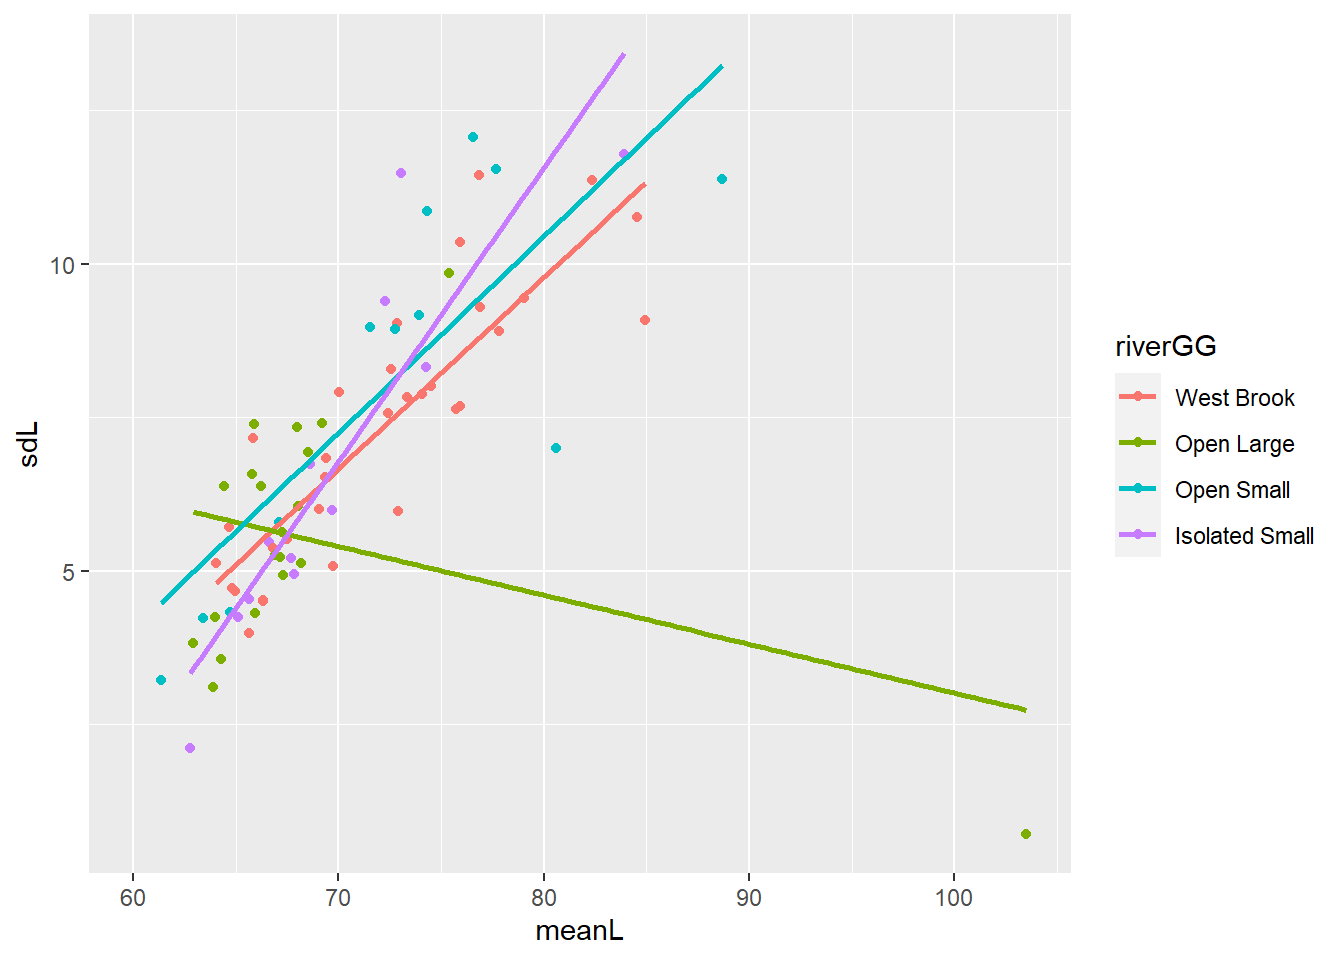 10
5
sdL
60 70 80 90 100
meanL
riverGG
West Brook
Open Large
Open Small
Isolated Small